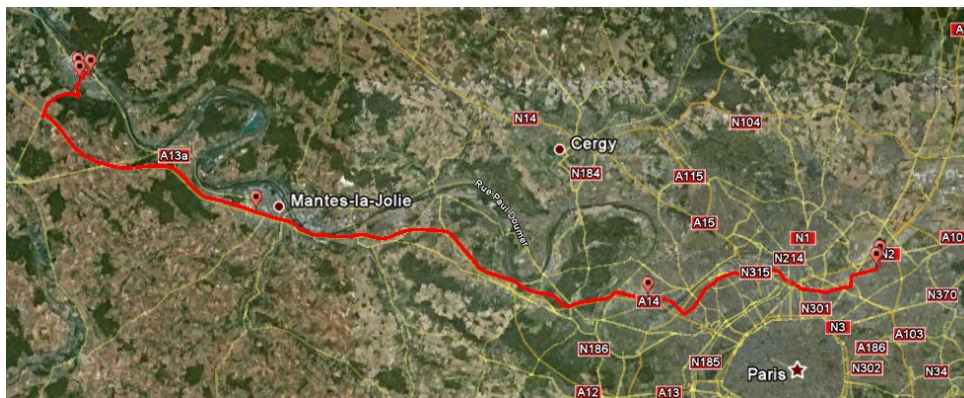 A
N14
N104
Cergy
A13a
N184
A115
Mantes-la-Jolie
Rue Paul Doumer
A15
N1
A10
N214
N2
N315
A14
N370
N301
N3
A103
N186
A186
N185
N302
N34
Paris
A12
A13